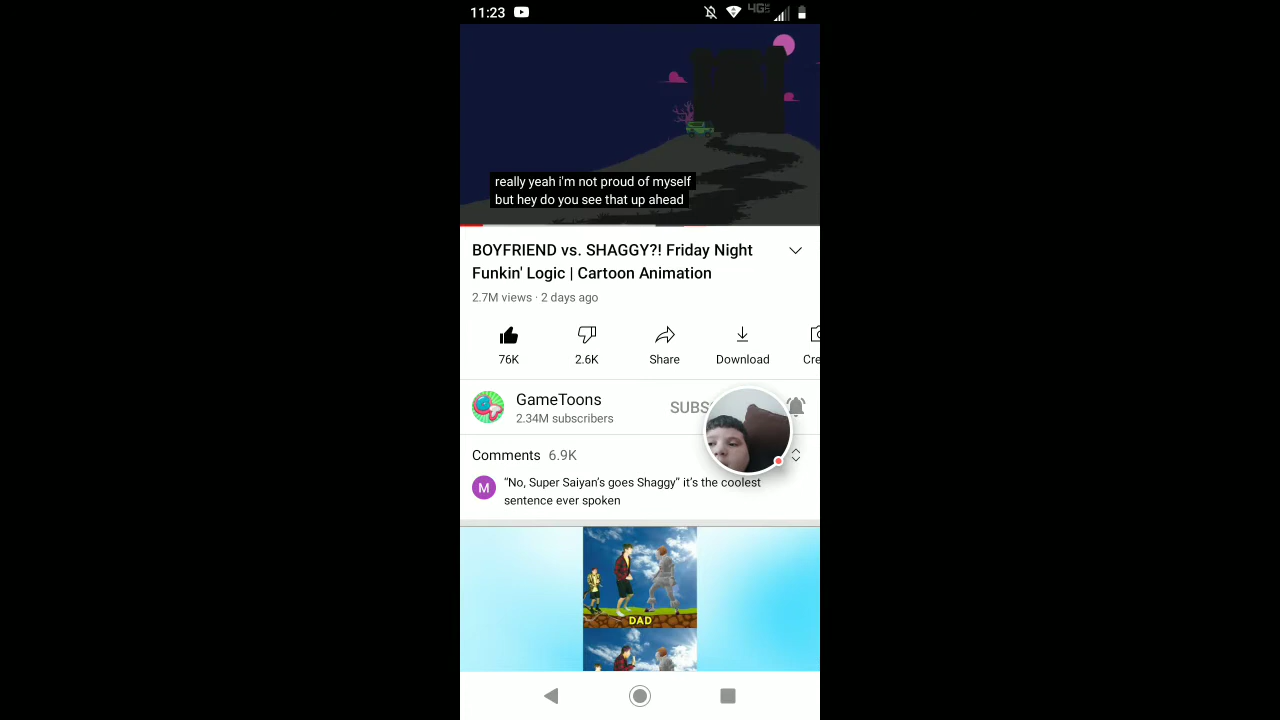 11:23
4G LTE
really yeah i'm not proud of myself
but hey do you see that up ahead
BOYFRIEND vs. SHAGGY?! Friday Night
Funkin' Logic | Cartoon Animation
2.7M views · 2 days ago
76K
2.6K
Share
Download
Cre
GameToons
SUBS
2.34M subscribers
Comments 6.9K
M
“No, Super Saiyan’s goes Shaggy” it’s the coolest
sentence ever spoken
DAD